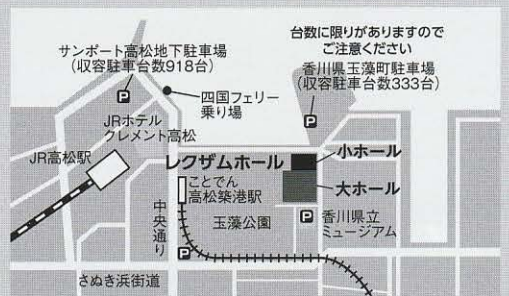 サンポート高松地下駐車場
(収容駐車台数918台)
台数に限りがありますので
ご注意ください
香川県玉藻町駐車場
(収容駐車台数333台)
P
四国フェリー
乗り場
P
JRホテル
クレメント高松
JR高松駅
レクザムホール
小ホール
大ホール
ことでん
高松築港駅
中央通り
玉藻公園
P
香川県立
ミュージアム
P
さぬき浜街道